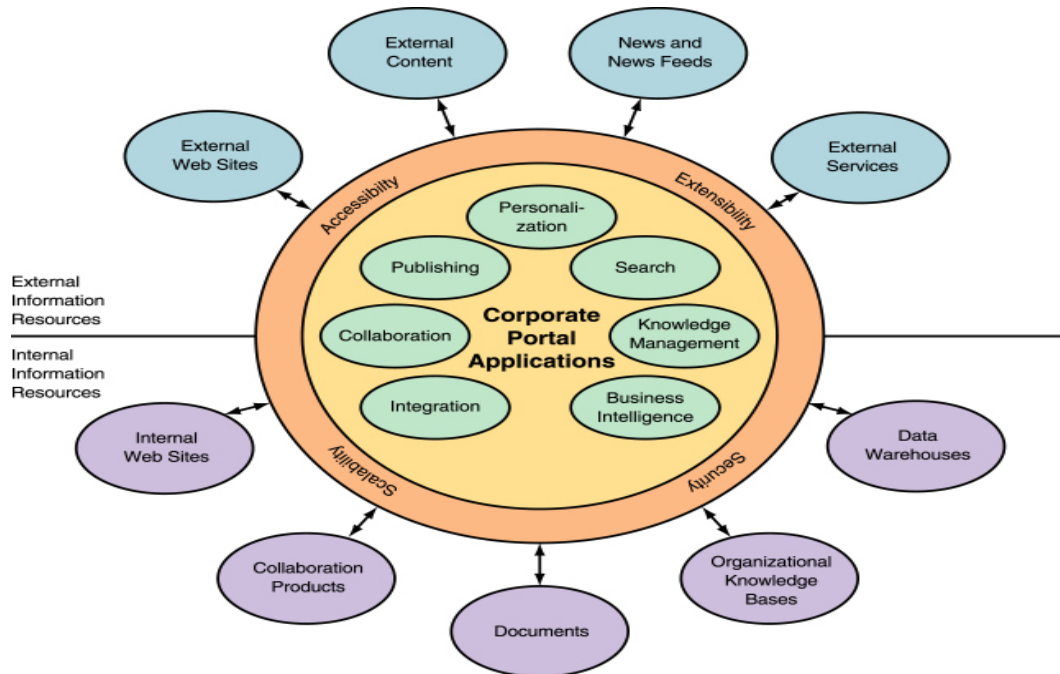 External
Content
News and
News Feeds
External
Web Sites
External
Services
Accessibilty
Extensibility
Personali-
zation
Publishing
Search
External
Information
Resources
Corporate
Portal
Applications
Collaboration
Knowledge
Management
Internal
Information
Resources
Integration
Business
Intelligence
Internal
Web Sites
Data
Warehouses
Scalability
Security
Collaboration
Products
Organizational
Knowledge
Bases
Documents